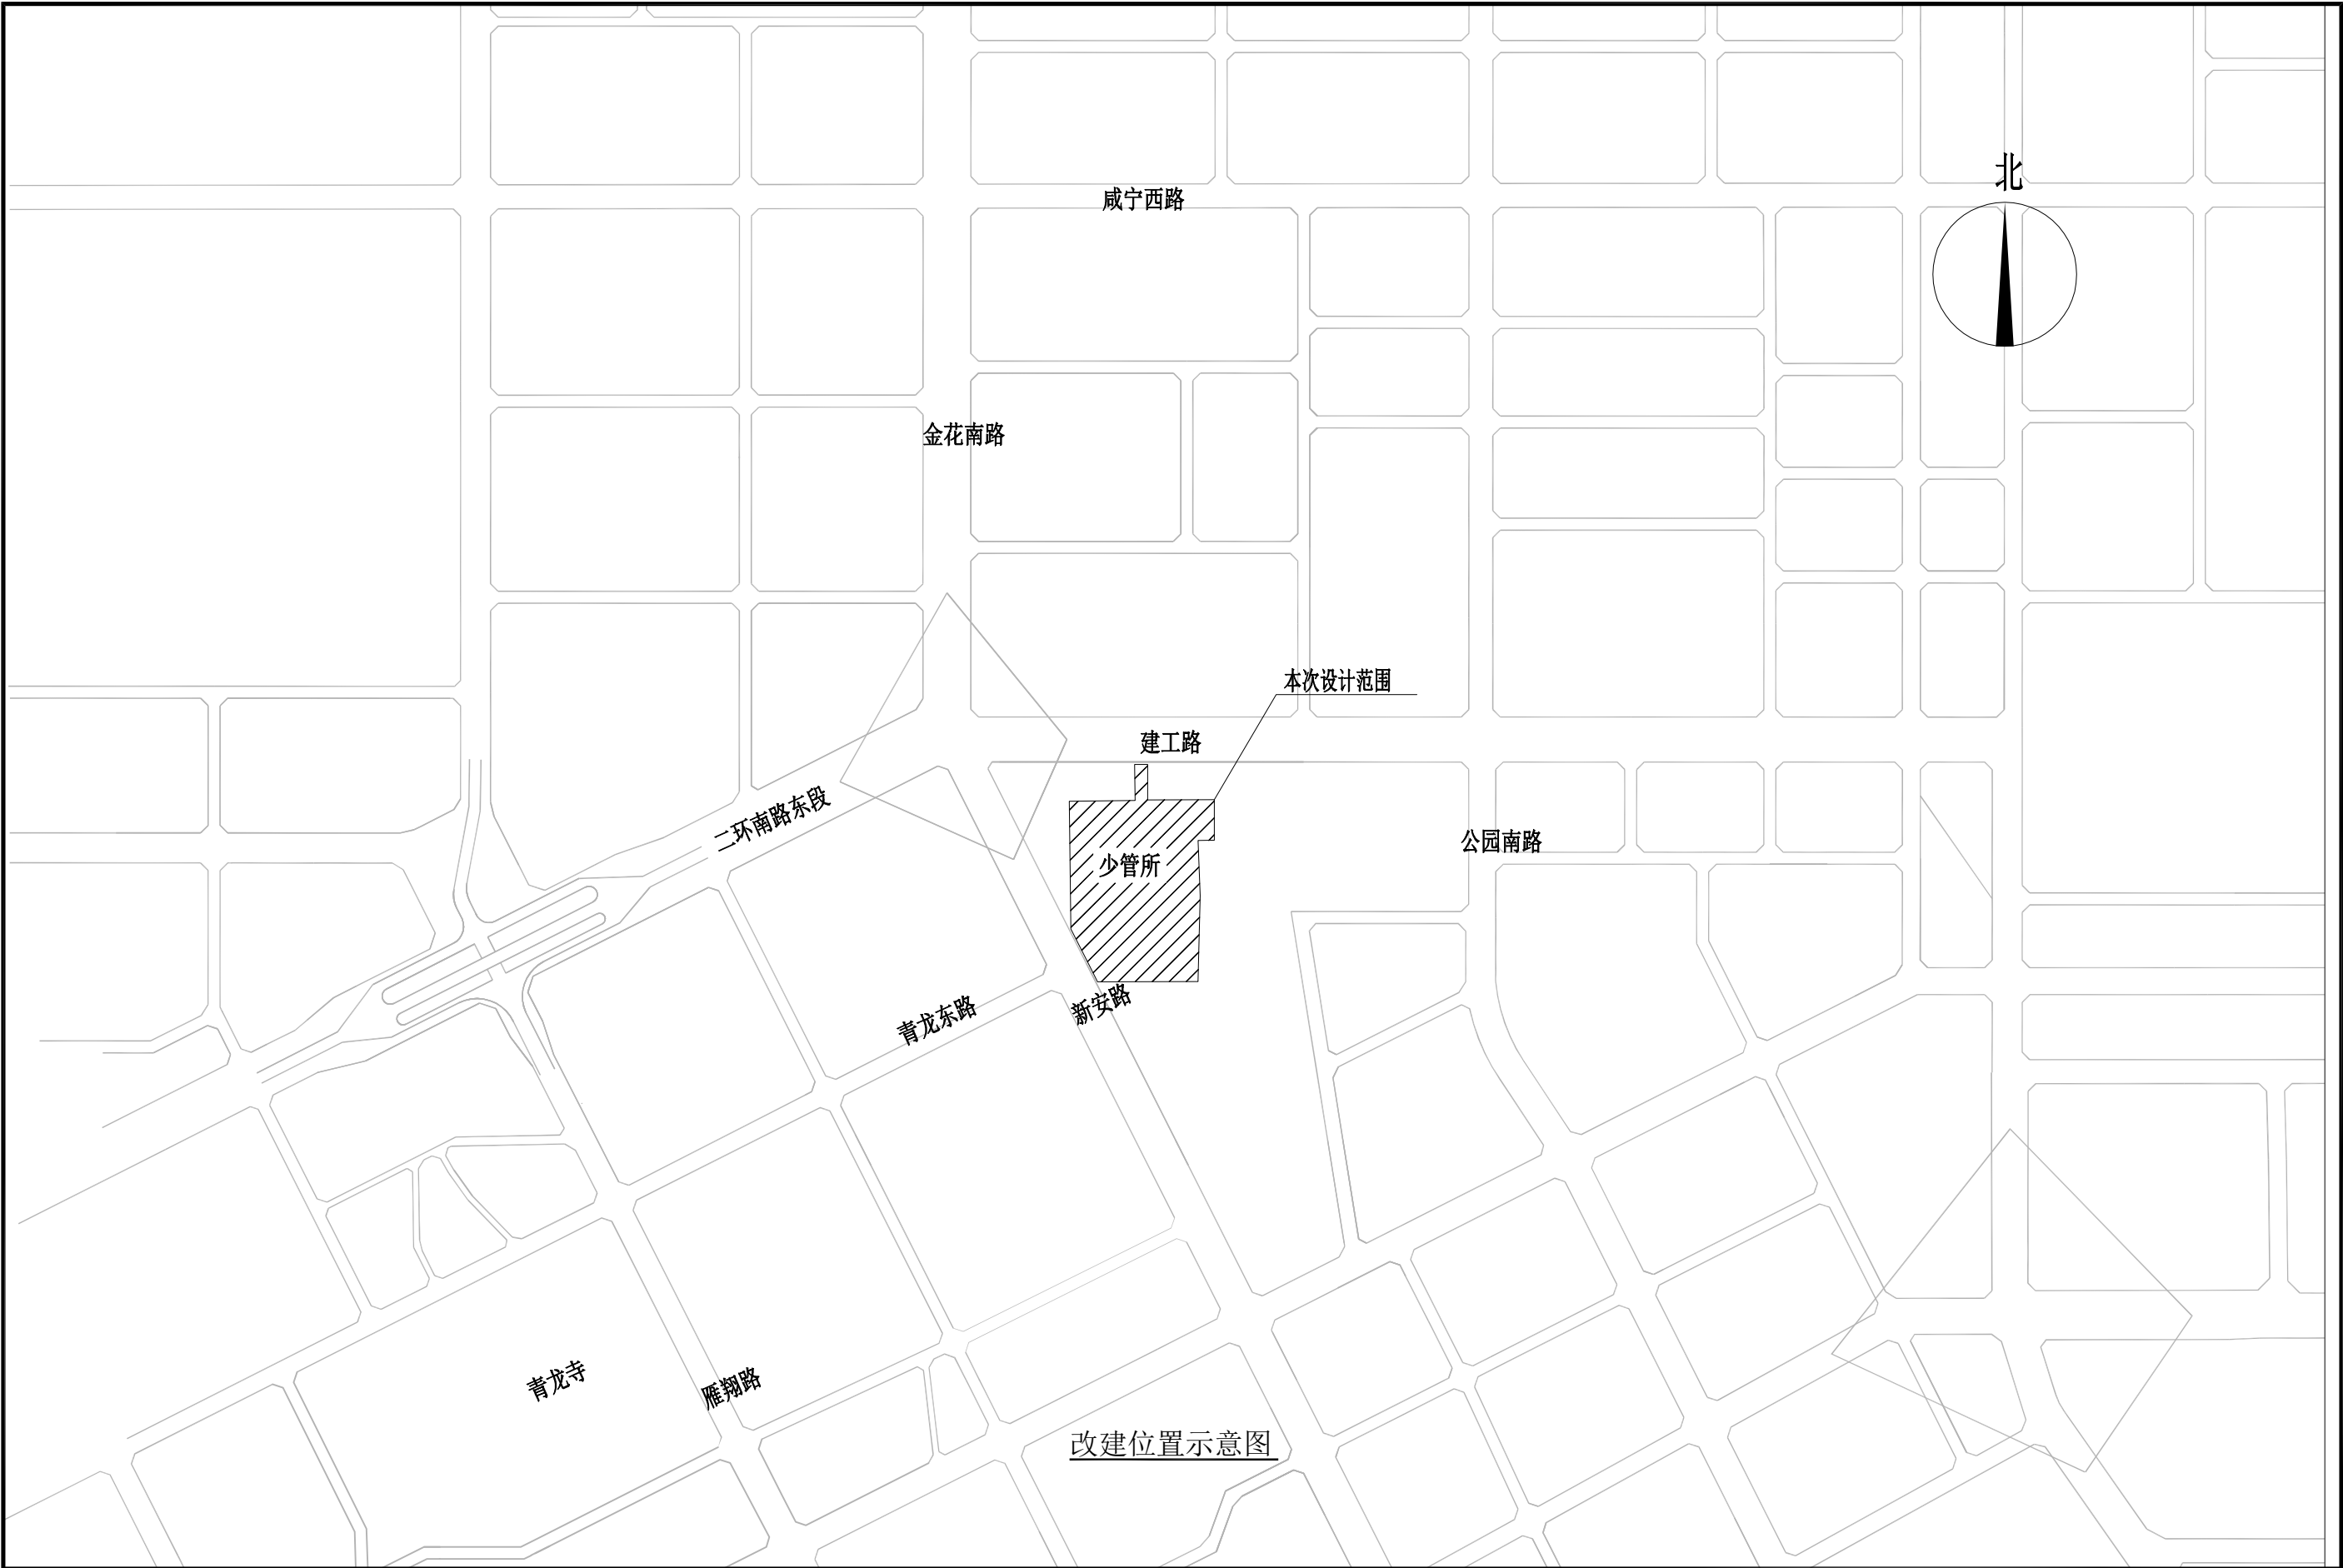 北
咸宁西路
金花南路
本次设计范围
建工路
二环南路东段
公园南路
少管所
青龙东路
新安路
青龙寺
雁翔路
改建位置示意图